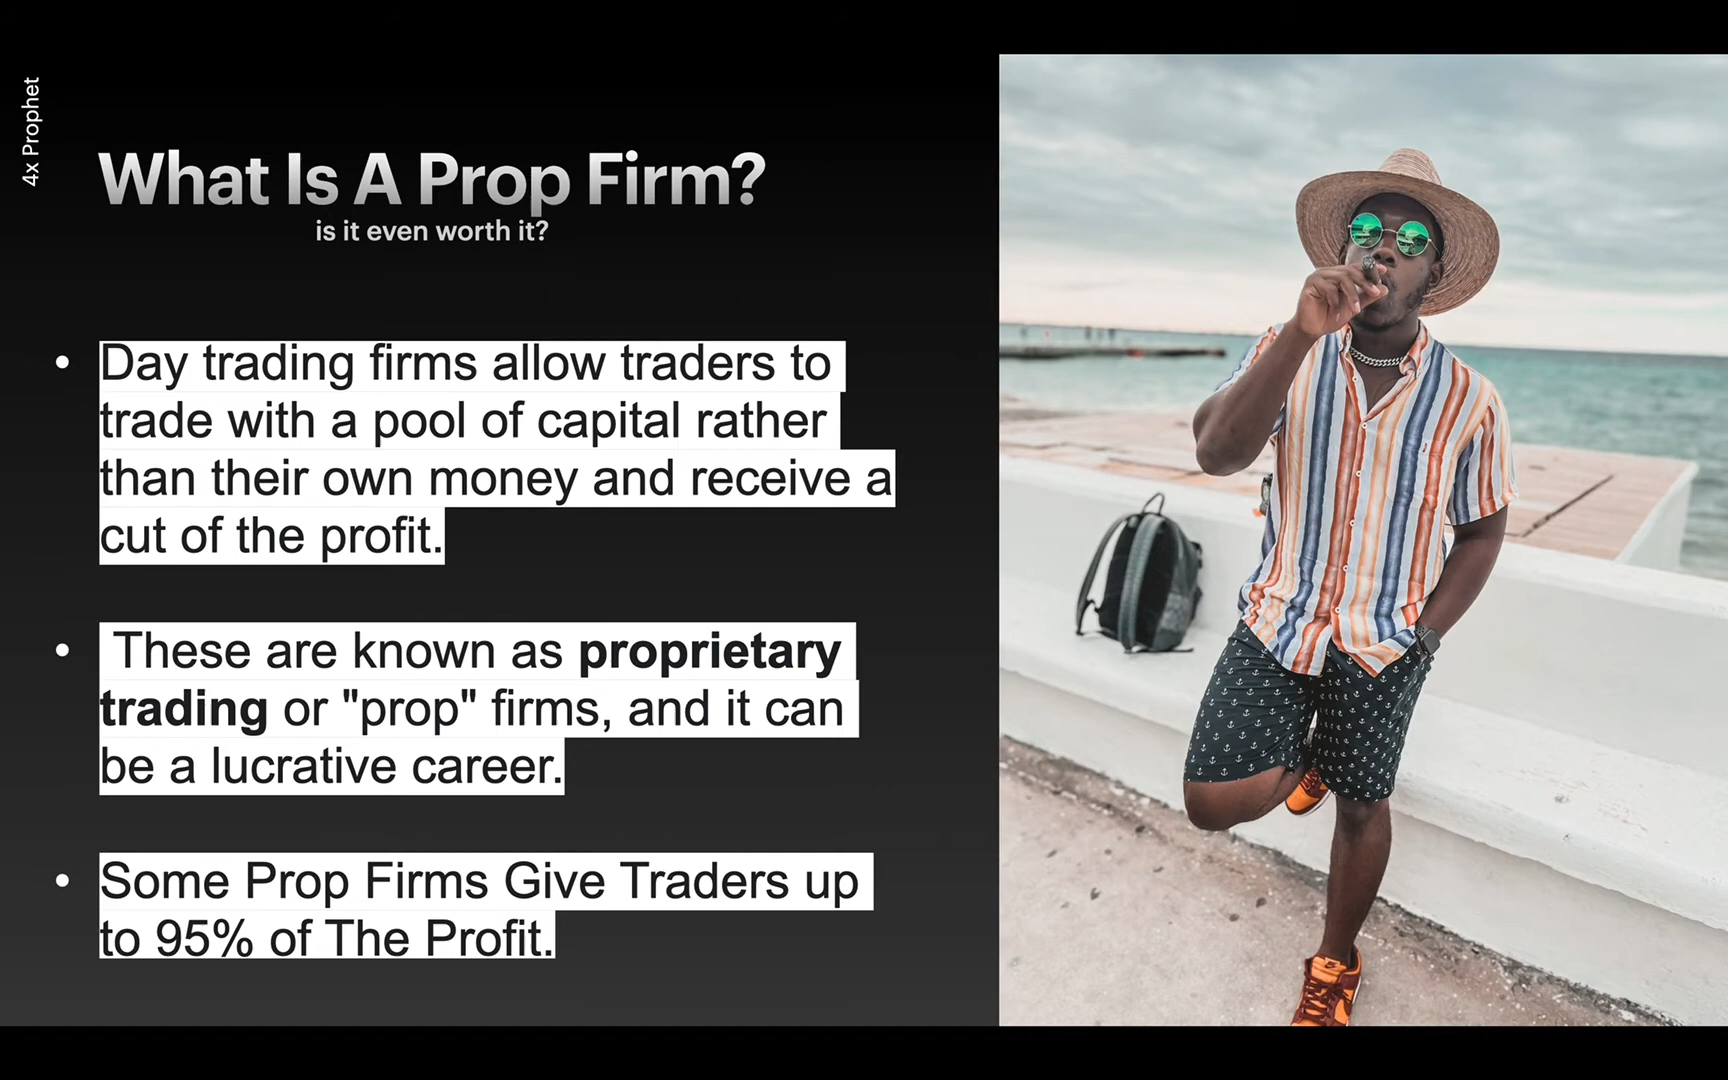 4x Prophet
What Is A Prop Firm?
is it even worth it?
• Day trading firms allow traders to
trade with a pool of capital rather
than their own money and receive a
cut of the profit.
• These are known as proprietary
trading or "prop" firms, and it can
be a lucrative career.
• Some Prop Firms Give Traders up
to 95% of The Profit.